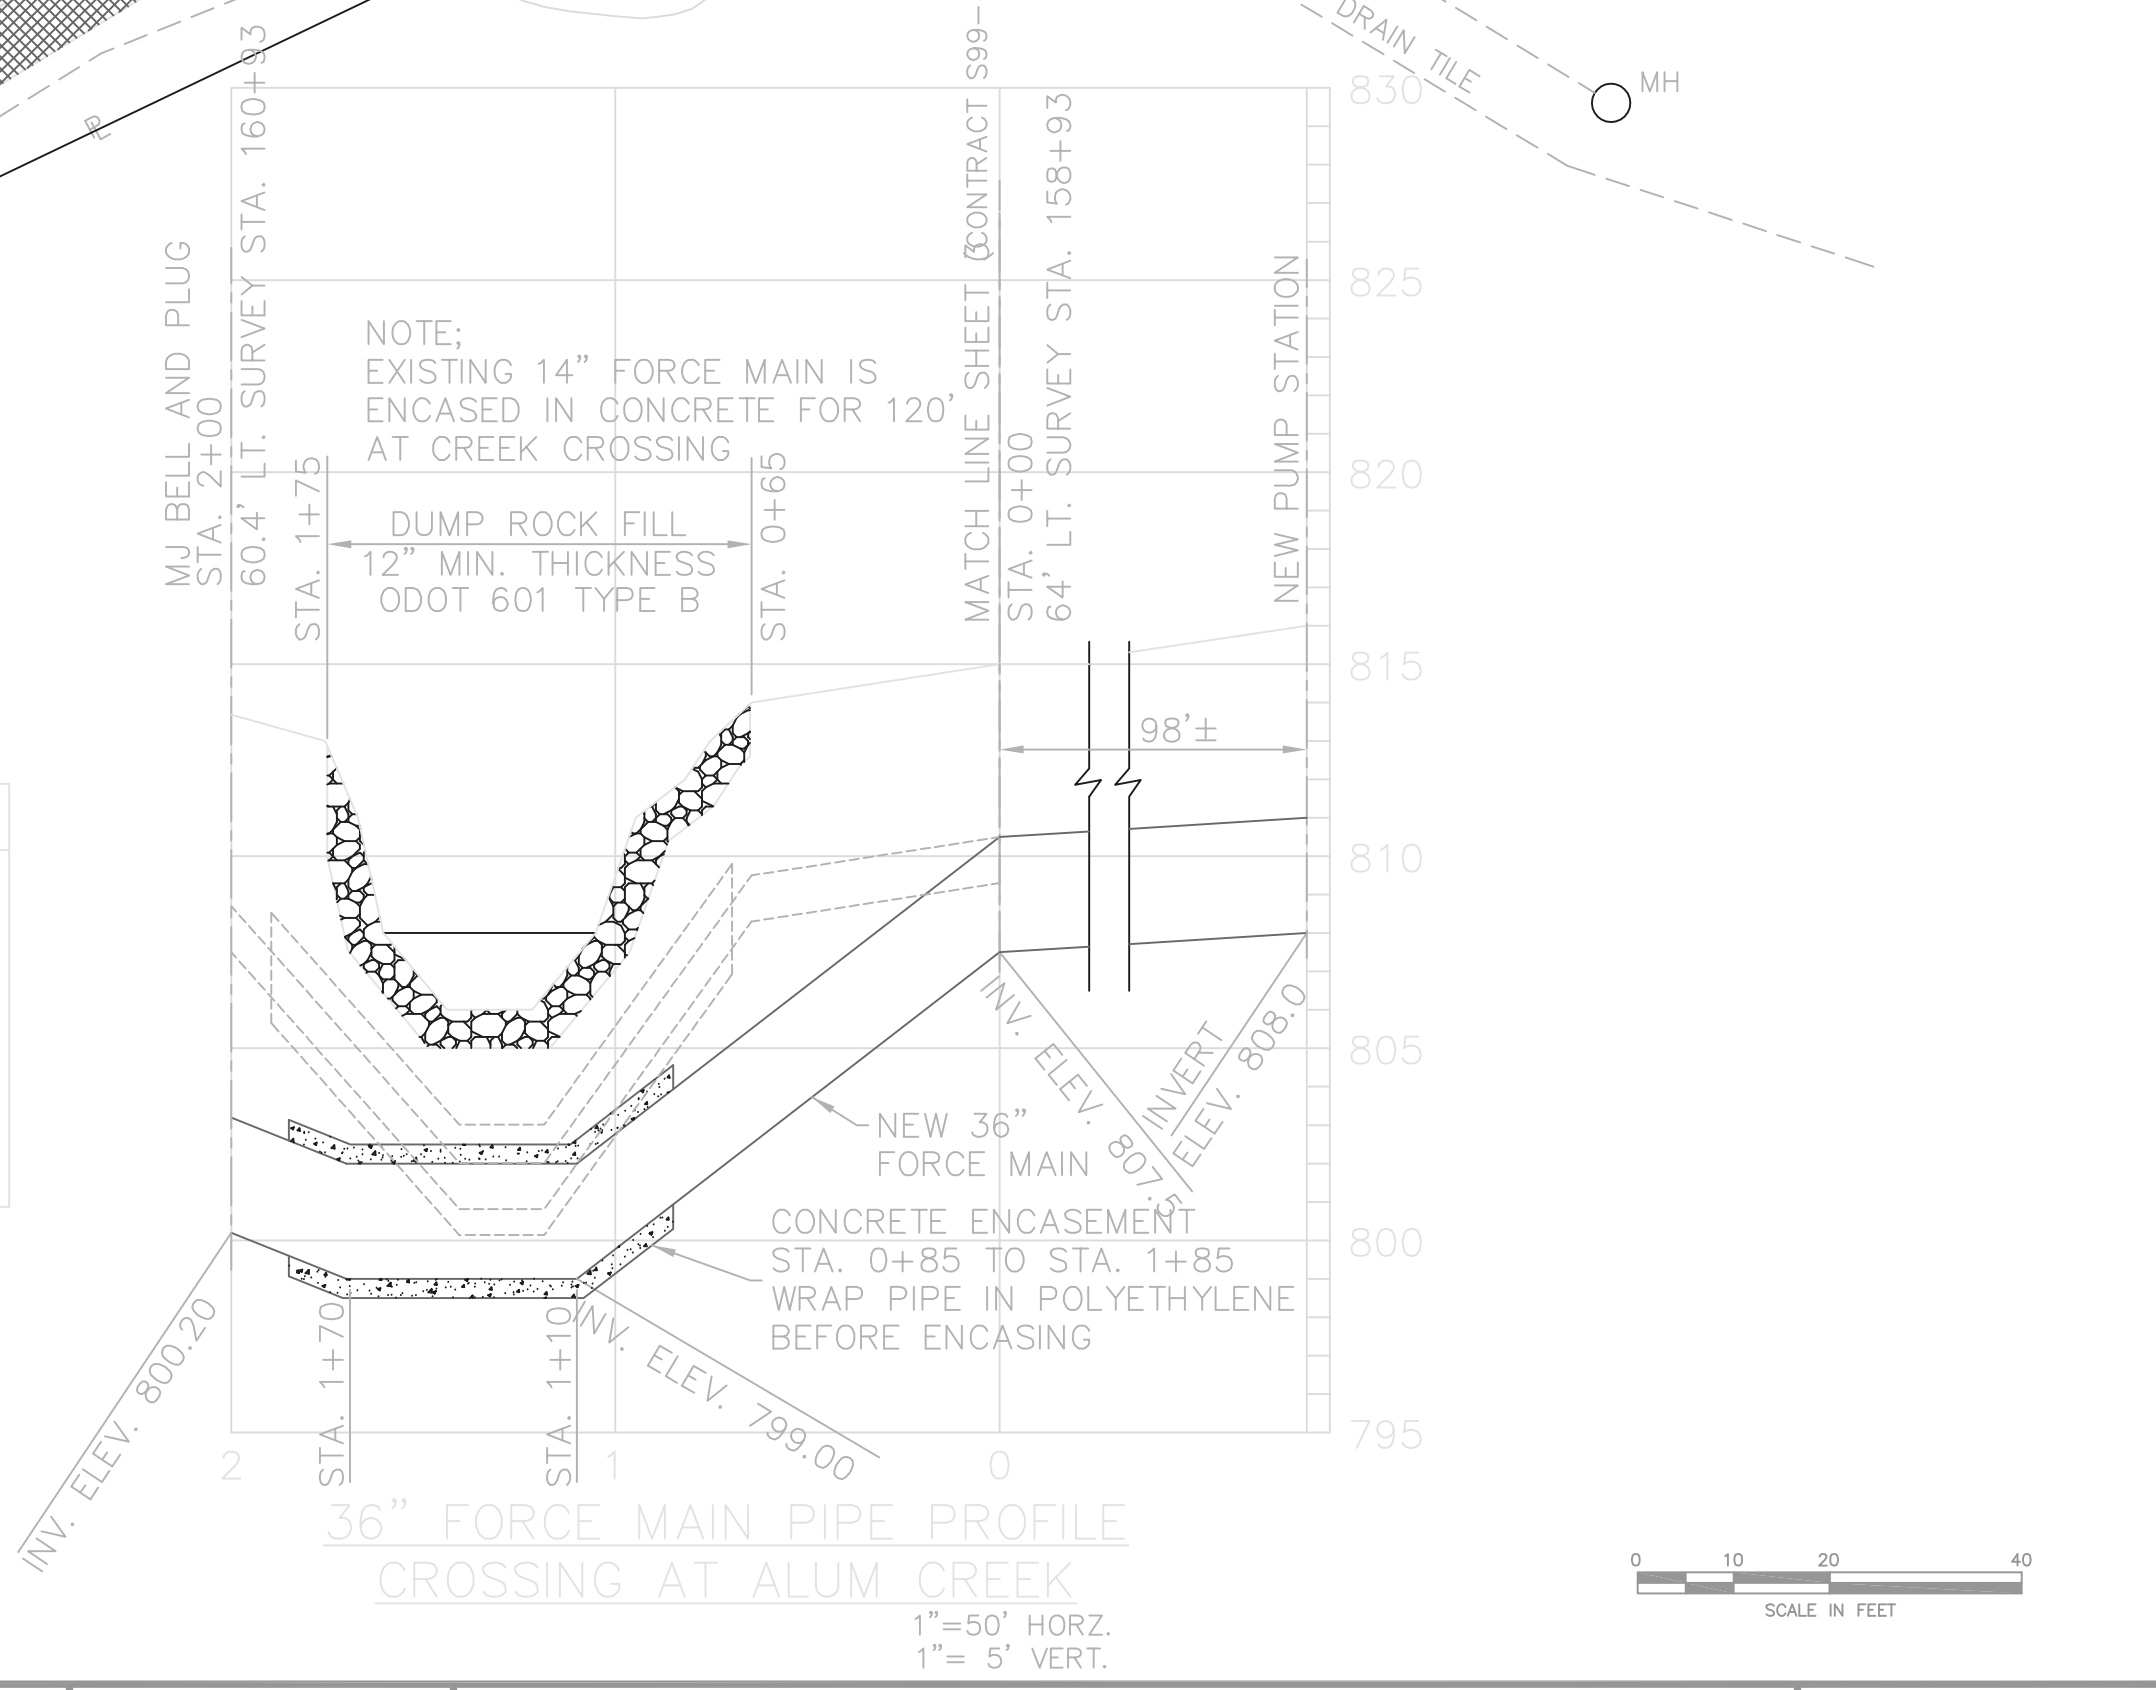 DRAIN TILE
MH
℄
830
825
820
815
810
805
800
795
MJ BELL AND PLUG
STA. 2+00
60.4' LT. SURVEY STA. 160+93
NOTE;
EXISTING 14" FORCE MAIN IS
ENCASED IN CONCRETE FOR 120'
AT CREEK CROSSING
STA. 1+75
DUMP ROCK FILL
12" MIN. THICKNESS
ODOT 601 TYPE B
STA. 0+65
MATCH LINE SHEET
(CONTRACT S99-
STA. 0+00
64' LT. SURVEY STA. 158+93
NEW PUMP STATION
98'±
INV. ELEV. 807.5
INVERT
ELEV. 808.0
NEW 36"
FORCE MAIN
CONCRETE ENCASEMENT
STA. 0+85 TO STA. 1+85
WRAP PIPE IN POLYETHYLENE
BEFORE ENCASING
INV. ELEV. 800.20
STA. 1+70
STA. 1+10
INV. ELEV. 799.00
2 1 0
36" FORCE MAIN PIPE PROFILE
CROSSING AT ALUM CREEK
1"=50' HORZ.
1"= 5' VERT.
0 10 20 40
SCALE IN FEET